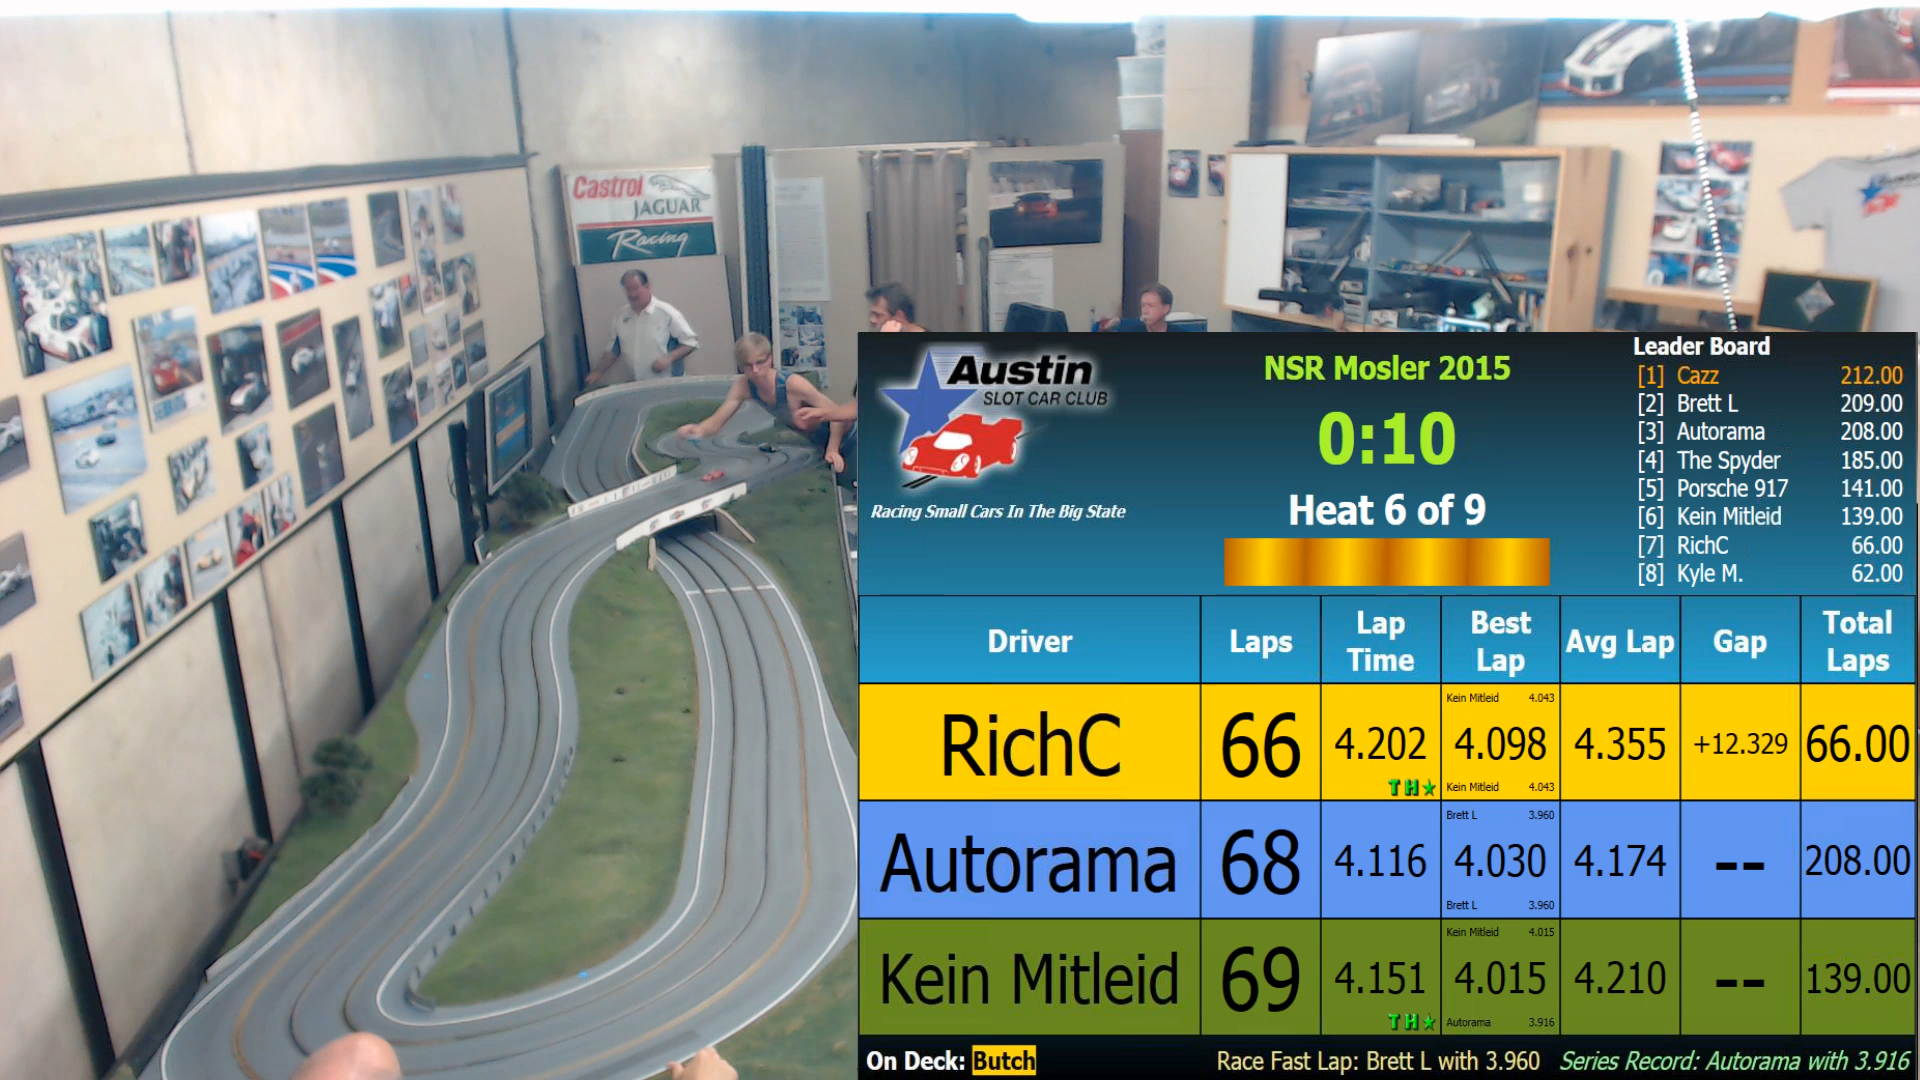 Castrol
JAGUAR
Racing
Austin
SLOT CAR CLUB
Racing Small Cars In The Big State
NSR Mosler 2015
0:10
Heat 6 of 9
Leader Board
[1] Cazz 212.00
[2] Brett L 209.00
[3] Autorama 208.00
[4] The Spyder 185.00
[5] Porsche 917 141.00
[6] Kein Mitleid 139.00
[7] RichC 66.00
[8] Kyle M. 62.00
Driver Laps Lap Time Best Lap Avg Lap Gap Total Laps
Kein Mitleid 4.043
RichC 66 4.202 4.098 4.355 +12.329 66.00
T H ★ Kein Mitleid 4.043
Brett L 3.960
Autorama 68 4.116 4.030 4.174 -- 208.00
Brett L 3.960
Kein Mitleid 4.015
Kein Mitleid 69 4.151 4.015 4.210 -- 139.00
T H ★ Autorama 3.916
On Deck: Butch Race Fast Lap: Brett L with 3.960 Series Record: Autorama with 3.916